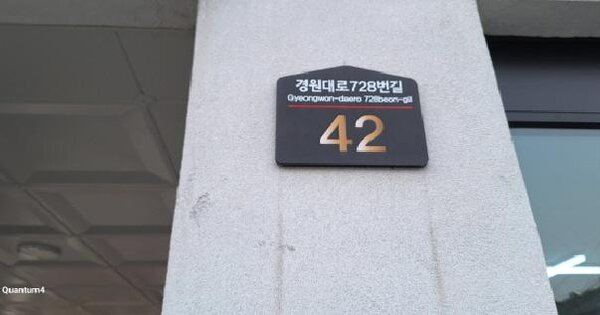 경원대로728번길
Gyeongwon-daero 728beon-gil
42
Quantum4